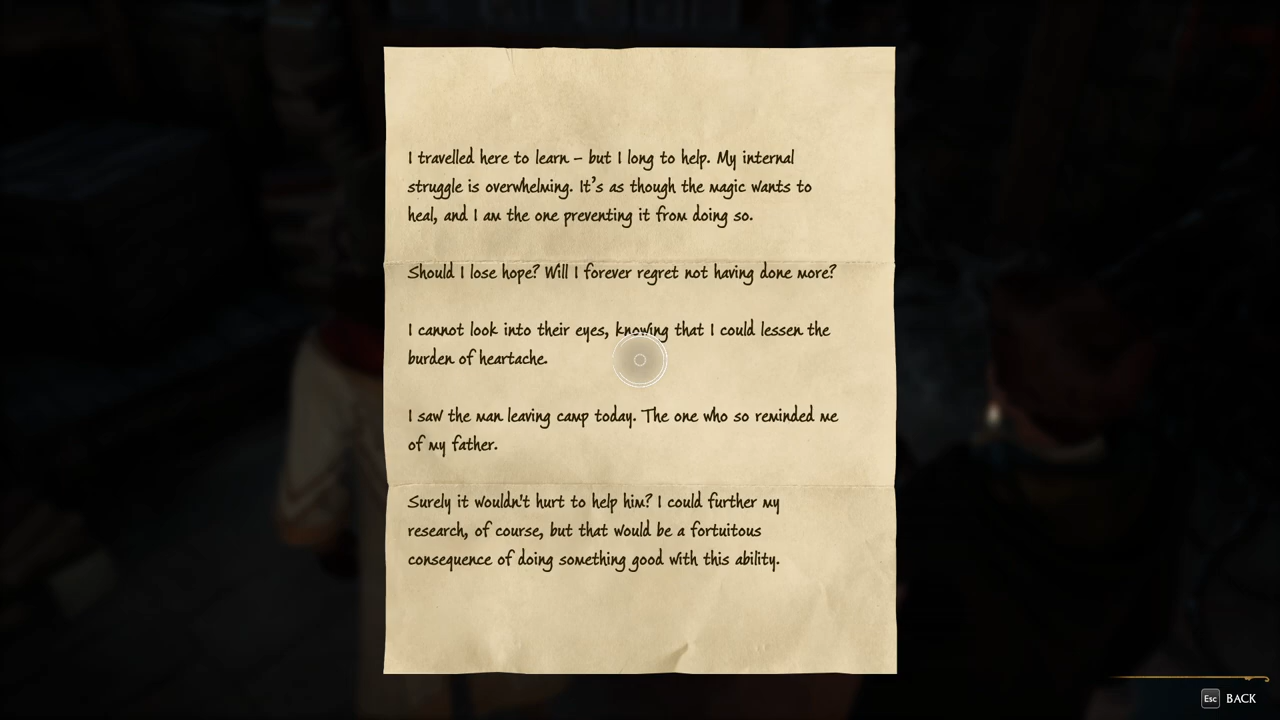 I travelled here to learn – but I long to help. My internal
struggle is overwhelming. It's as though the magic wants to
heal, and I am the one preventing it from doing so.
Should I lose hope? Will I forever regret not having done more?
I cannot look into their eyes, knowing that I could lessen the
burden of heartache.
I saw the man leaving camp today. The one who so reminded me
of my father.
Surely it wouldn't hurt to help him? I could further my
research, of course, but that would be a fortuitous
consequence of doing something good with this ability.
Esc BACK